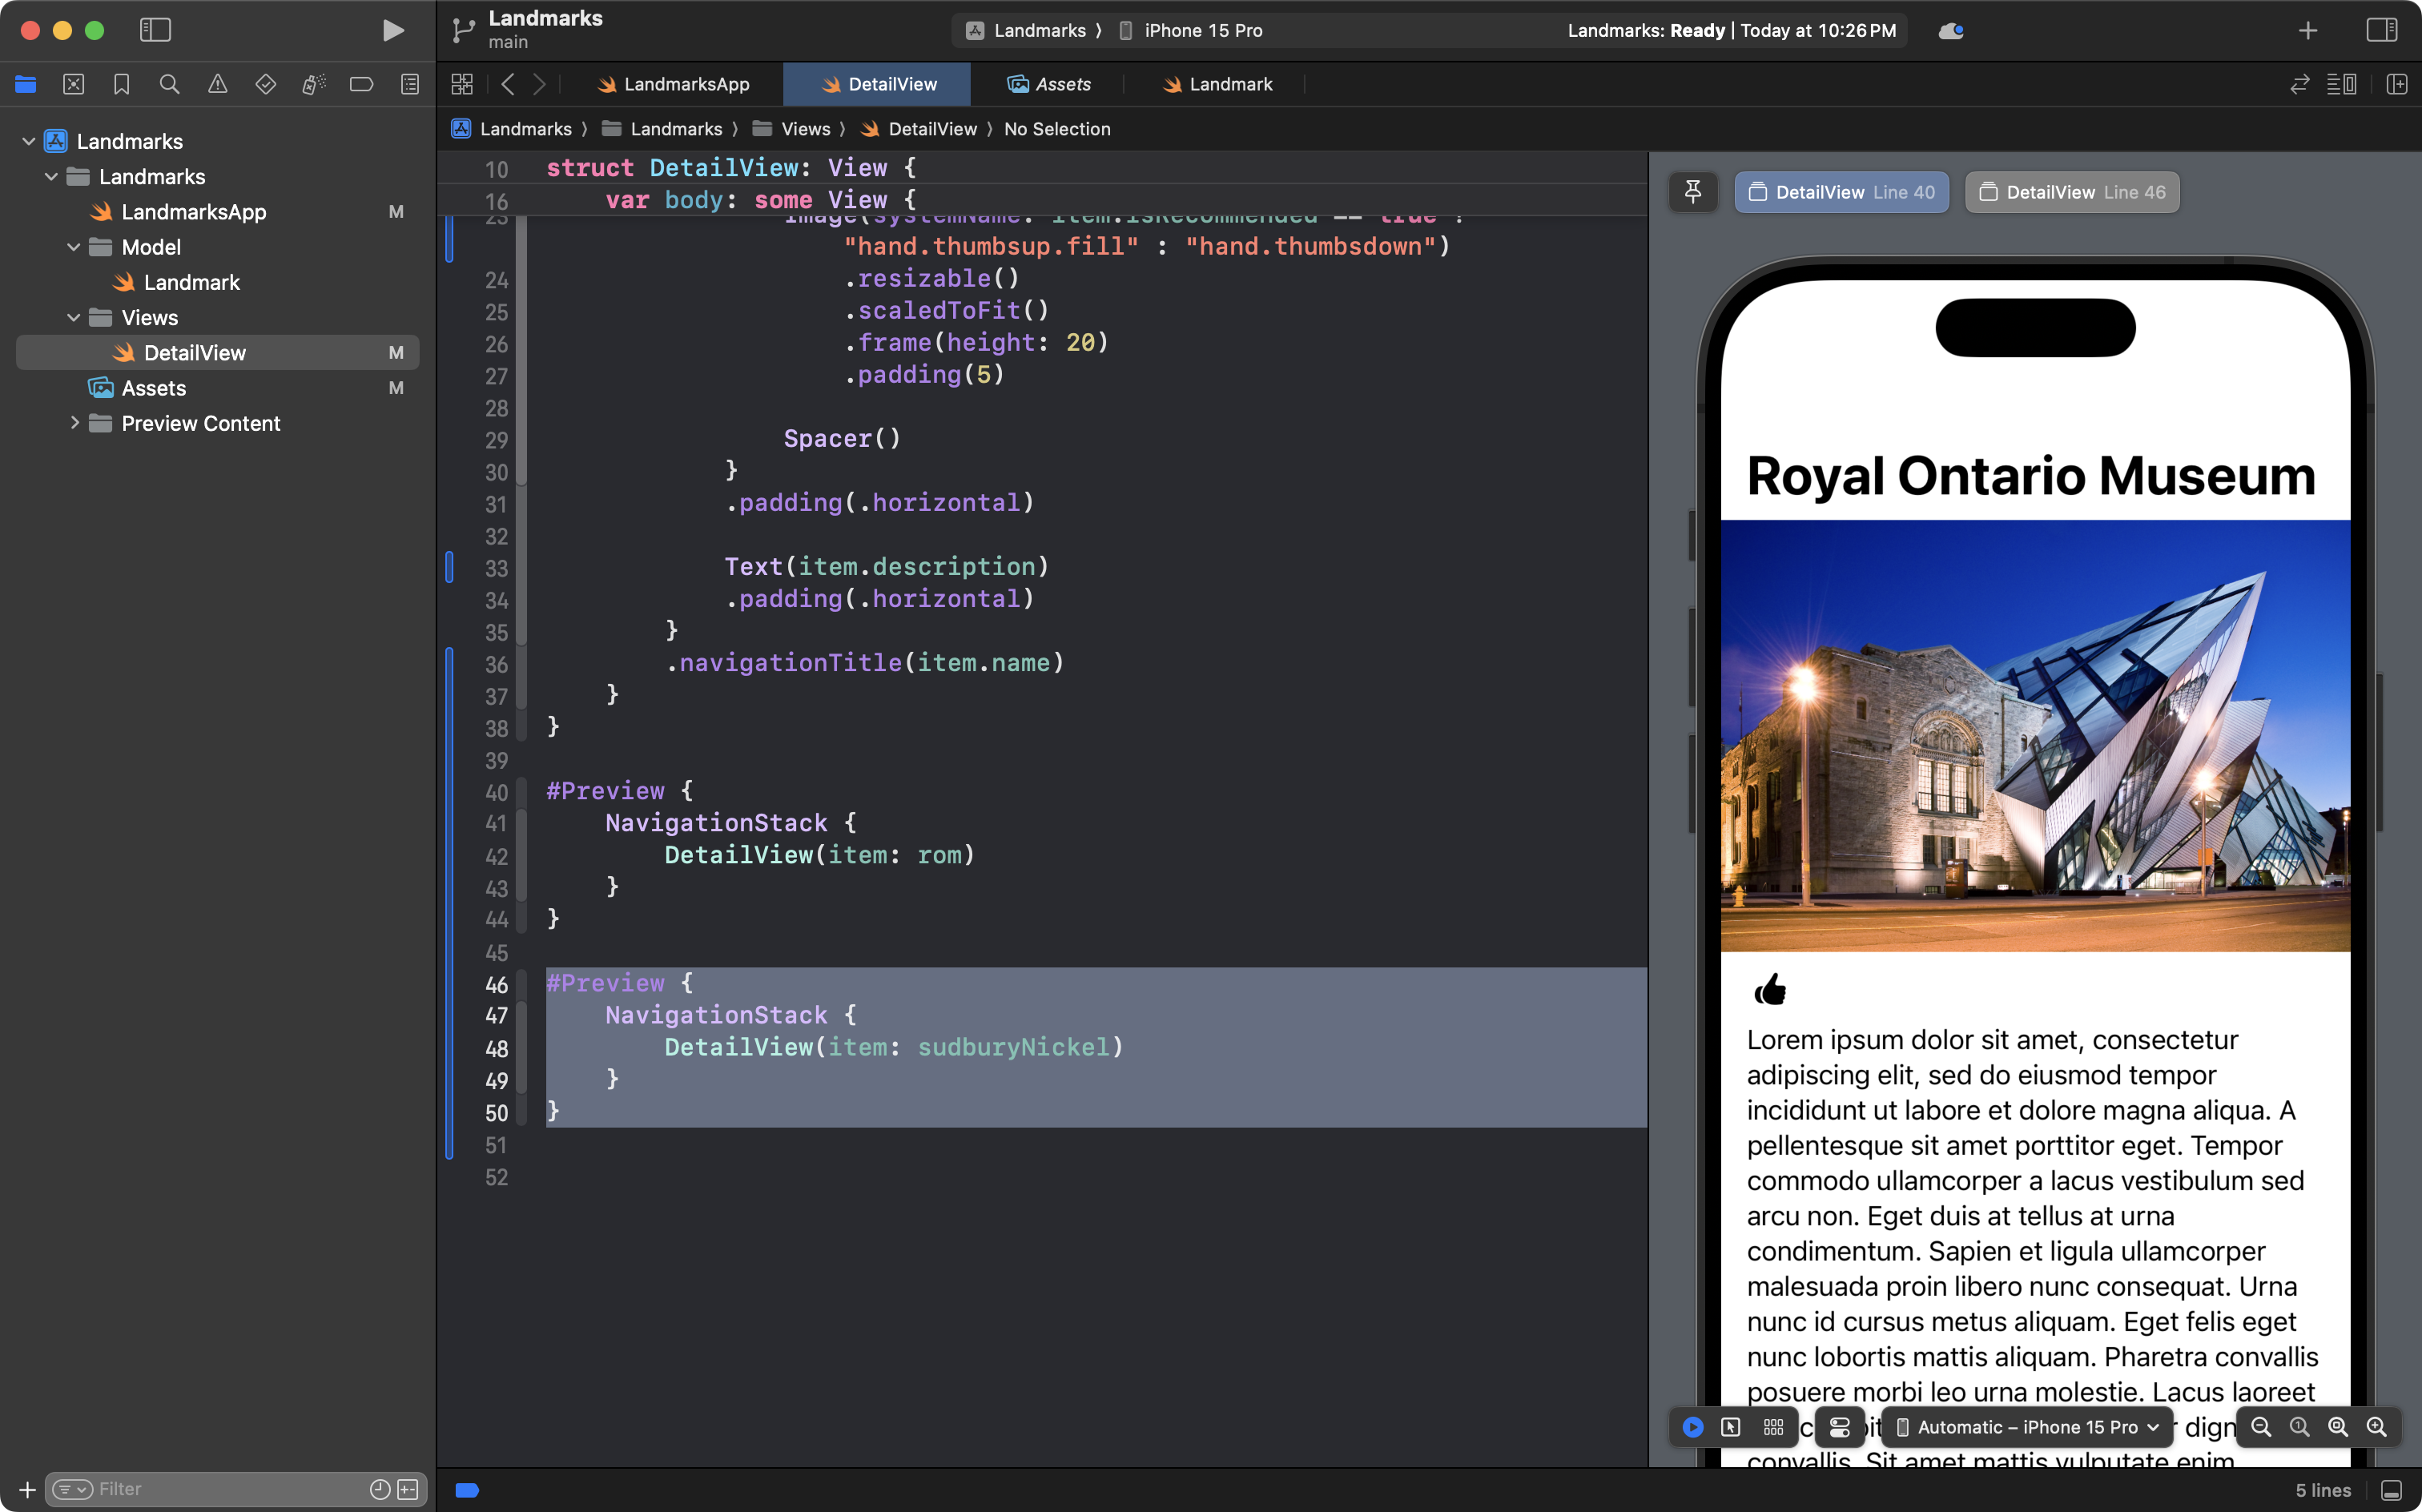 Landmarks
main
Landmarks ⟩ iPhone 15 Pro
Landmarks: Ready | Today at 10:26 PM
LandmarksApp
DetailView
Assets
Landmark
Landmarks ⟩ Landmarks ⟩ Views ⟩ DetailView ⟩ No Selection
Landmarks
Landmarks
LandmarksApp M
Model
Landmark
Views
DetailView M
Assets M
Preview Content
Filter
10 struct DetailView: View {
16 var body: some View {
23 Image(systemName: item.isRecommended == true ?
"hand.thumbsup.fill" : "hand.thumbsdown")
24 .resizable()
25 .scaledToFit()
26 .frame(height: 20)
27 .padding(5)
28
29 Spacer()
30 }
31 .padding(.horizontal)
32
33 Text(item.description)
34 .padding(.horizontal)
35 }
36 .navigationTitle(item.name)
37 }
38 }
39
40 #Preview {
41 NavigationStack {
42 DetailView(item: rom)
43 }
44 }
45
46 #Preview {
47 NavigationStack {
48 DetailView(item: sudburyNickel)
49 }
50 }
51
52
DetailView Line 40
DetailView Line 46
Royal Ontario Museum
Lorem ipsum dolor sit amet, consectetur
adipiscing elit, sed do eiusmod tempor
incididunt ut labore et dolore magna aliqua. A
pellentesque sit amet porttitor eget. Tempor
commodo ullamcorper a lacus vestibulum sed
arcu non. Eget duis at tellus at urna
condimentum. Sapien et ligula ullamcorper
malesuada proin libero nunc consequat. Urna
nunc id cursus metus aliquam. Eget felis eget
nunc lobortis mattis aliquam. Pharetra convallis
posuere morbi leo urna molestie. Lacus laoreet
Automatic – iPhone 15 Pro
convallis. Sit amet mattis vulputate enim
5 lines